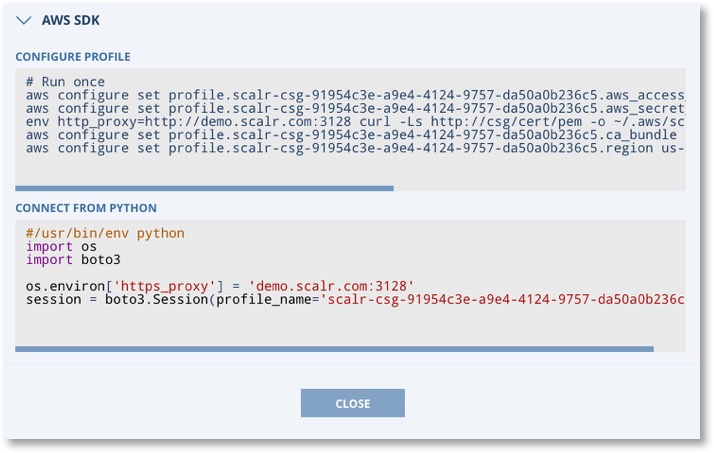 AWS SDK
CONFIGURE PROFILE
# Run once
aws configure set profile.scalr-csg-91954c3e-a9e4-4124-9757-da50a0b236c5.aws_access_
aws configure set profile.scalr-csg-91954c3e-a9e4-4124-9757-da50a0b236c5.aws_secret_
env http_proxy=http://demo.scalr.com:3128 curl -Ls http://csg/cert/pem -o ~/.aws/sc
aws configure set profile.scalr-csg-91954c3e-a9e4-4124-9757-da50a0b236c5.ca_bundle
aws configure set profile.scalr-csg-91954c3e-a9e4-4124-9757-da50a0b236c5.region us-
CONNECT FROM PYTHON
#/usr/bin/env python
import os
import boto3
os.environ['https_proxy'] = 'demo.scalr.com:3128'
session = boto3.Session(profile_name='scalr-csg-91954c3e-a9e4-4124-9757-da50a0b236c
CLOSE